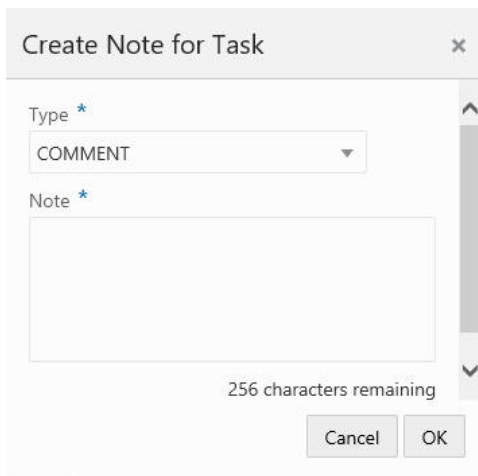 Create Note for Task ×
Type *
COMMENT
Note *
256 characters remaining
Cancel OK